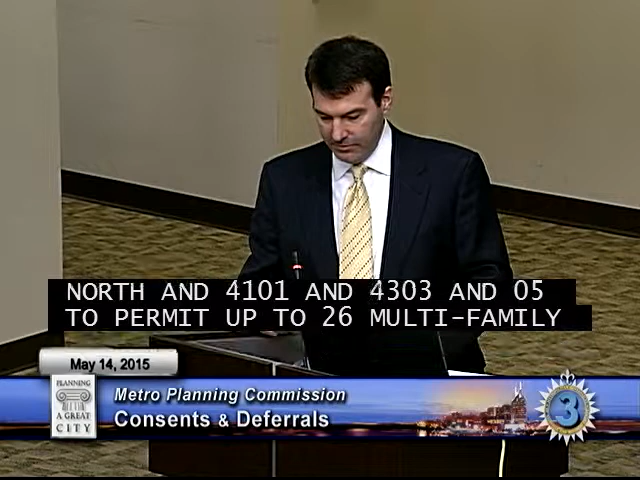 NORTH AND 4101 AND 4303 AND 05
TO PERMIT UP TO 26 MULTI-FAMILY
May 14, 2015
PLANNING
A GREAT
CITY
Metro Planning Commission
Consents & Deferrals
3